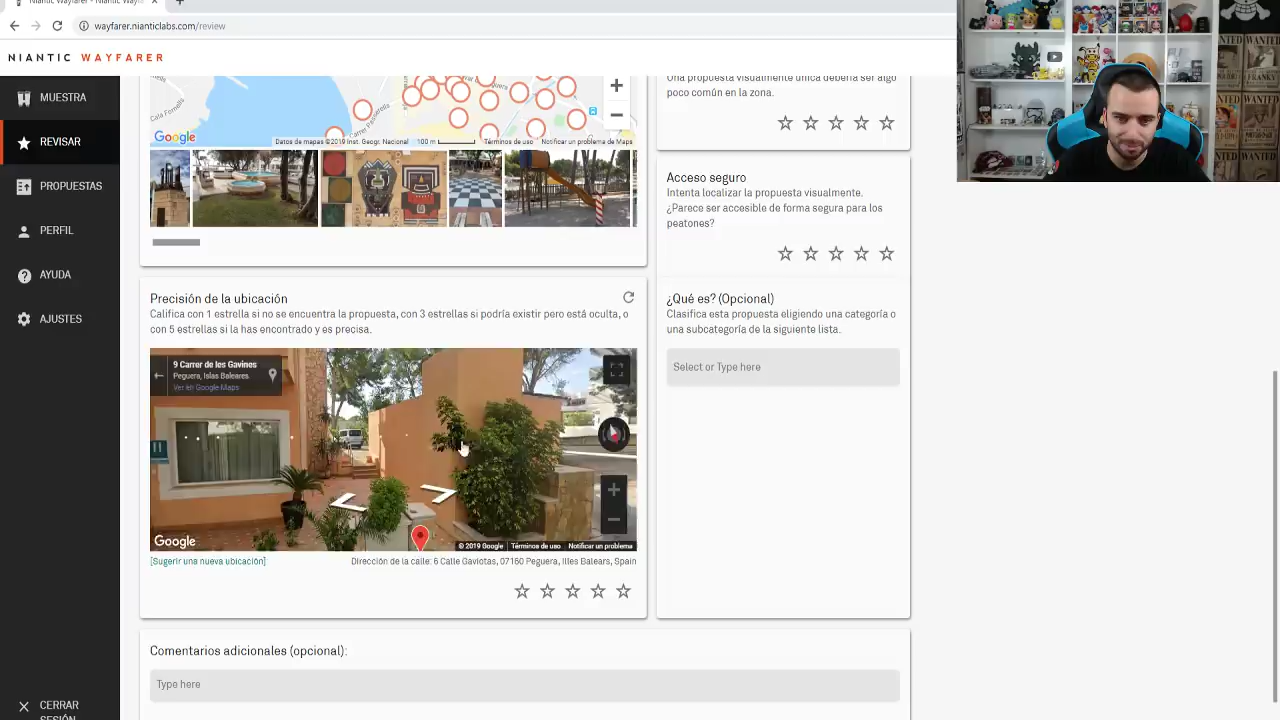 Niantic Wayfarer - Niantic Wayf
wayfarer.nianticlabs.com/review
NIANTIC WAYFARER
MUESTRA
REVISAR
PROPUESTAS
PERFIL
AYUDA
AJUSTES
CERRAR
SESIÓN
Google
Datos de mapas ©2019 Inst. Geogr. Nacional
100 m
Términos de uso
Notificar un problema de Maps
Precisión de la ubicación
Califica con 1 estrella si no se encuentra la propuesta, con 3 estrellas si podría existir pero está oculta, o
con 5 estrellas si la has encontrado y es precisa.
9 Carrer de les Gavines
Peguera, Islas Baleares
Ver en Google Maps
Google
© 2019 Google
Términos de uso
Notificar un problema
[Sugerir una nueva ubicación]
Dirección de la calle: 6 Calle Gaviotas, 07160 Peguera, Illes Balears, Spain
Una propuesta visualmente única debería ser algo
poco común en la zona.
Acceso seguro
Intenta localizar la propuesta visualmente.
¿Parece ser accesible de forma segura para los
peatones?
¿Qué es? (Opcional)
Clasifica esta propuesta eligiendo una categoría o
una subcategoría de la siguiente lista.
Select or Type here
Comentarios adicionales (opcional):
Type here
WANTED
WANTED